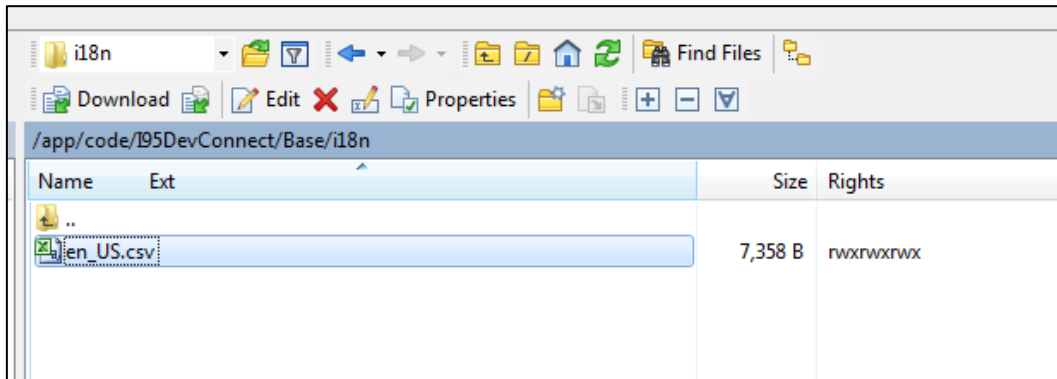 i18n
Find Files
Download
Edit
Properties
/app/code/I95DevConnect/Base/i18n
Name Ext Size Rights
..
en_US.csv 7,358 B rwxrwxrwx